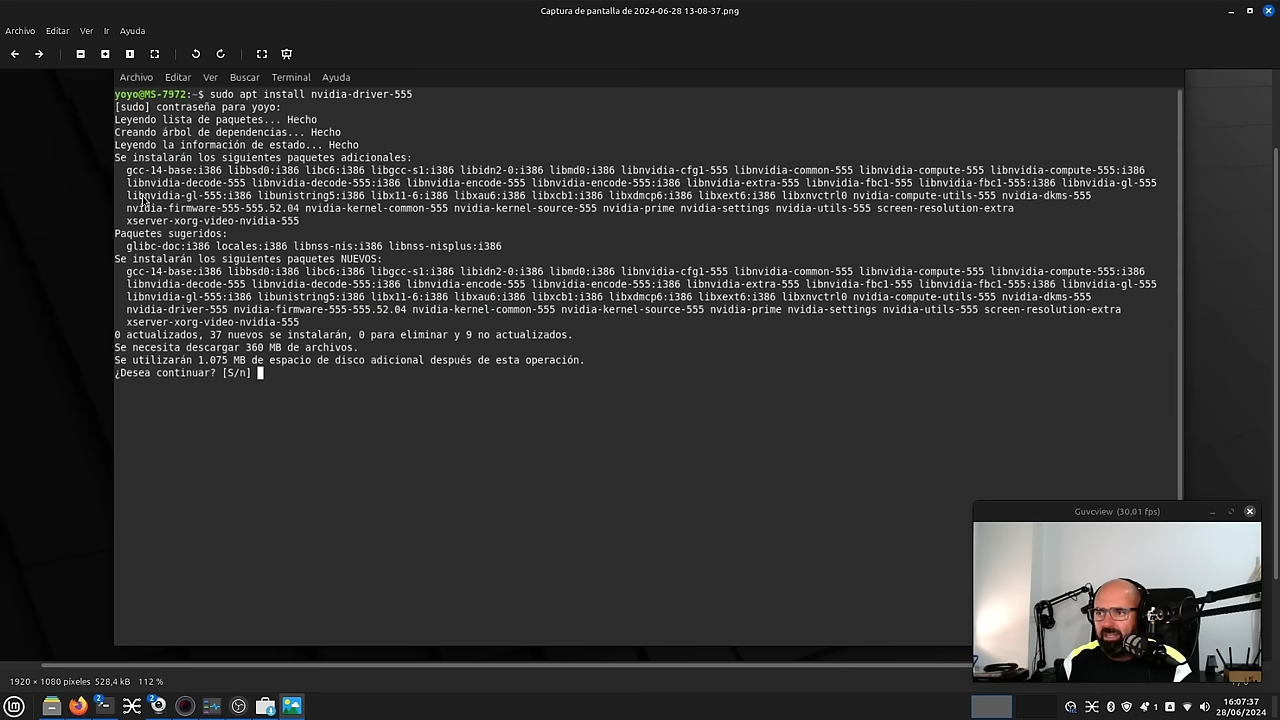 Captura de pantalla de 2024-06-28 13-08-37.png
Archivo Editar Ver Ir Ayuda
Archivo Editar Ver Buscar Terminal Ayuda
yoyo@MS-7972:~$ sudo apt install nvidia-driver-555
[sudo] contraseña para yoyo:
Leyendo lista de paquetes... Hecho
Creando árbol de dependencias... Hecho
Leyendo la información de estado... Hecho
Se instalarán los siguientes paquetes adicionales:
gcc-14-base:i386 libbsd0:i386 libc6:i386 libgcc-s1:i386 libidn2-0:i386 libmd0:i386 libnvidia-cfg1-555 libnvidia-common-555 libnvidia-compute-555 libnvidia-compute-555:i386
libnvidia-decode-555 libnvidia-decode-555:i386 libnvidia-encode-555 libnvidia-encode-555:i386 libnvidia-extra-555 libnvidia-fbc1-555 libnvidia-fbc1-555:i386 libnvidia-gl-555
libnvidia-gl-555:i386 libunistring5:i386 libx11-6:i386 libxau6:i386 libxcb1:i386 libxdmcp6:i386 libxext6:i386 libxnvctrl0 nvidia-compute-utils-555 nvidia-dkms-555
nvidia-firmware-555-555.52.04 nvidia-kernel-common-555 nvidia-kernel-source-555 nvidia-prime nvidia-settings nvidia-utils-555 screen-resolution-extra
xserver-xorg-video-nvidia-555
Paquetes sugeridos:
glibc-doc:i386 locales:i386 libnss-nis:i386 libnss-nisplus:i386
Se instalarán los siguientes paquetes NUEVOS:
gcc-14-base:i386 libbsd0:i386 libc6:i386 libgcc-s1:i386 libidn2-0:i386 libmd0:i386 libnvidia-cfg1-555 libnvidia-common-555 libnvidia-compute-555 libnvidia-compute-555:i386
libnvidia-decode-555 libnvidia-decode-555:i386 libnvidia-encode-555 libnvidia-encode-555:i386 libnvidia-extra-555 libnvidia-fbc1-555 libnvidia-fbc1-555:i386 libnvidia-gl-555
libnvidia-gl-555:i386 libunistring5:i386 libx11-6:i386 libxau6:i386 libxcb1:i386 libxdmcp6:i386 libxext6:i386 libxnvctrl0 nvidia-compute-utils-555 nvidia-dkms-555
nvidia-driver-555 nvidia-firmware-555-555.52.04 nvidia-kernel-common-555 nvidia-kernel-source-555 nvidia-prime nvidia-settings nvidia-utils-555 screen-resolution-extra
xserver-xorg-video-nvidia-555
0 actualizados, 37 nuevos se instalarán, 0 para eliminar y 9 no actualizados.
Se necesita descargar 360 MB de archivos.
Se utilizarán 1.075 MB de espacio de disco adicional después de esta operación.
¿Desea continuar? [S/n]
Guvcview (30,01 fps)
1920 × 1080 píxeles 528,4 kB 112 %
2
2
1
16:07:37
28/06/2024